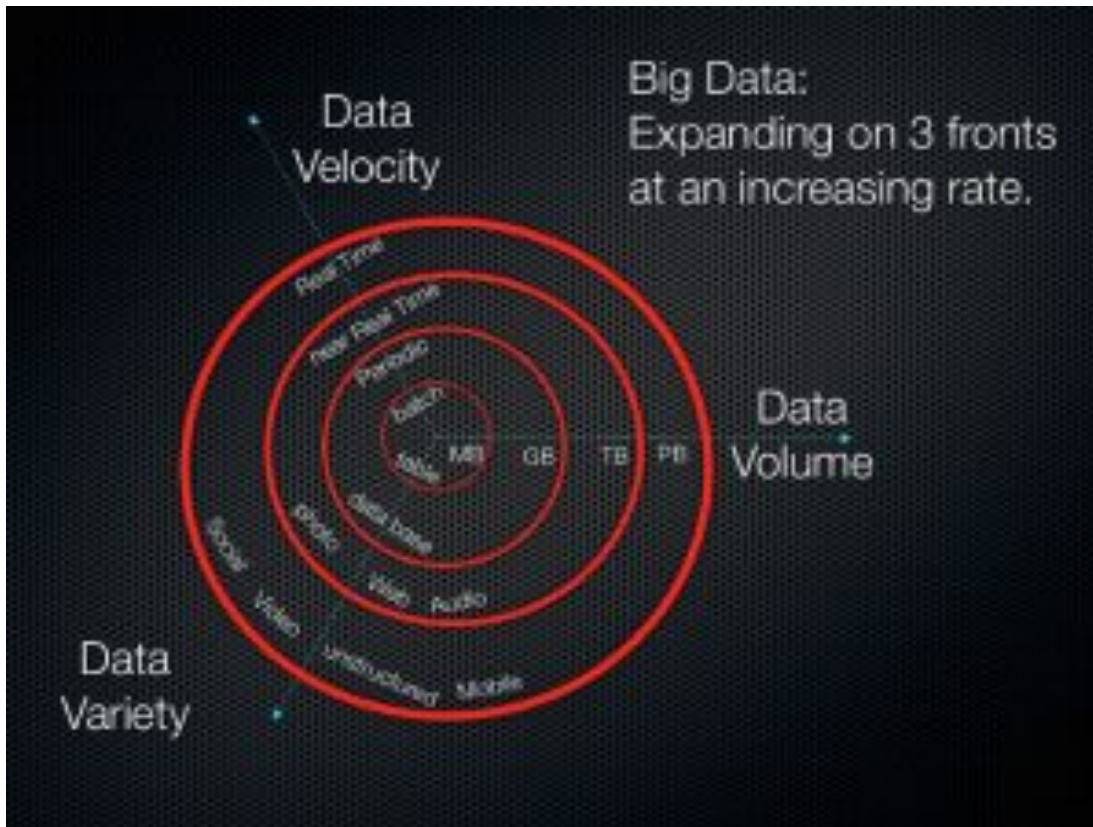 Big Data:
Expanding on 3 fronts
at an increasing rate.
Data
Velocity
Real Time
near Real Time
Periodic
batch
table
MB
GB
TB
PB
Data
Volume
data base
photo
Web
Audio
Social
Video
unstructured
Mobile
Data
Variety